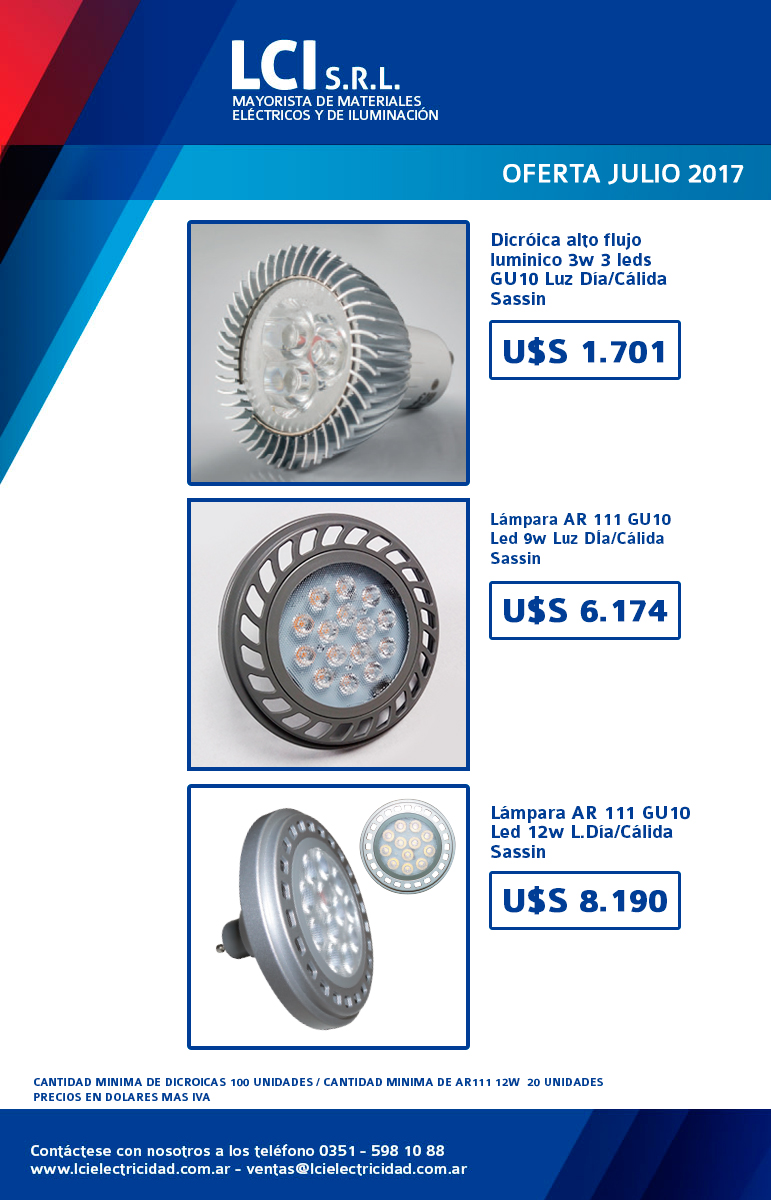 LCI S.R.L.
MAYORISTA DE MATERIALES
ELÉCTRICOS Y DE ILUMINACIÓN
OFERTA JULIO 2017
Dicróica alto flujo
luminico 3w 3 leds
GU10 Luz Día/Cálida
Sassin
U$S 1.701
Lámpara AR 111 GU10
Led 9w Luz DÍa/Cálida
Sassin
U$S 6.174
Lámpara AR 111 GU10
Led 12w L.Día/Cálida
Sassin
U$S 8.190
CANTIDAD MINIMA DE DICROICAS 100 UNIDADES / CANTIDAD MINIMA DE AR111 12W 20 UNIDADES
PRECIOS EN DOLARES MAS IVA
Contáctese con nosotros a los teléfono 0351 - 598 10 88
www.lcielectricidad.com.ar - ventas@lcielectricidad.com.ar